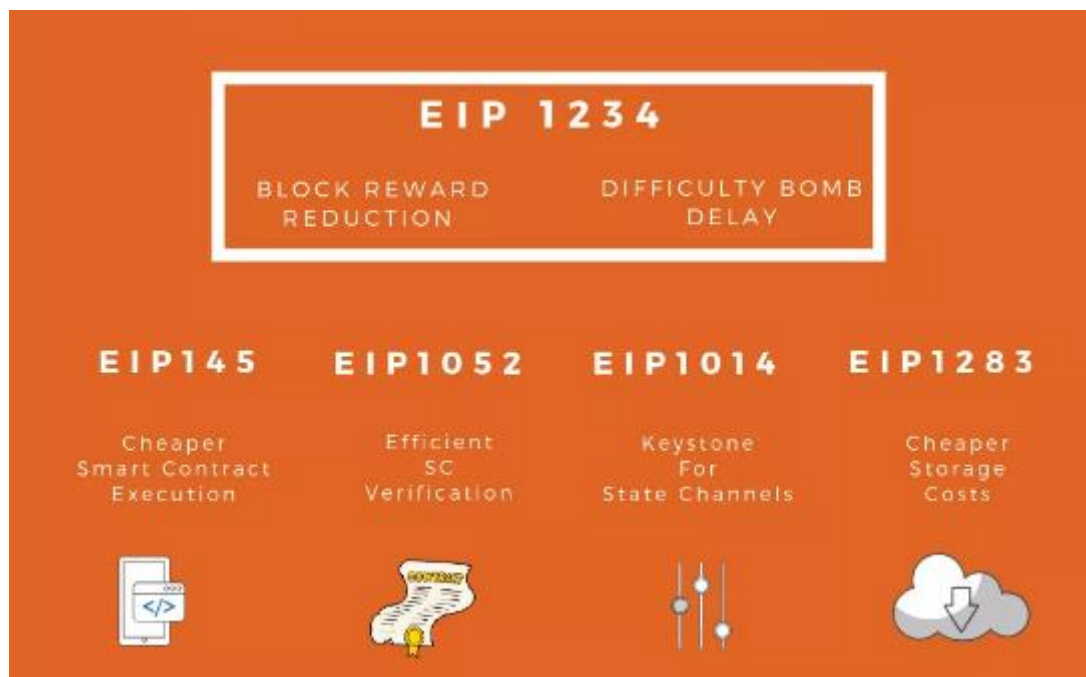 EIP 1234
BLOCK REWARD
REDUCTION
DIFFICULTY BOMB
DELAY
EIP145
Cheaper
Smart Contract
Execution
EIP1052
Efficient
SC
Verification
EIP1014
Keystone
For
State Channels
EIP1283
Cheaper
Storage
Costs
</>
CONTRACT